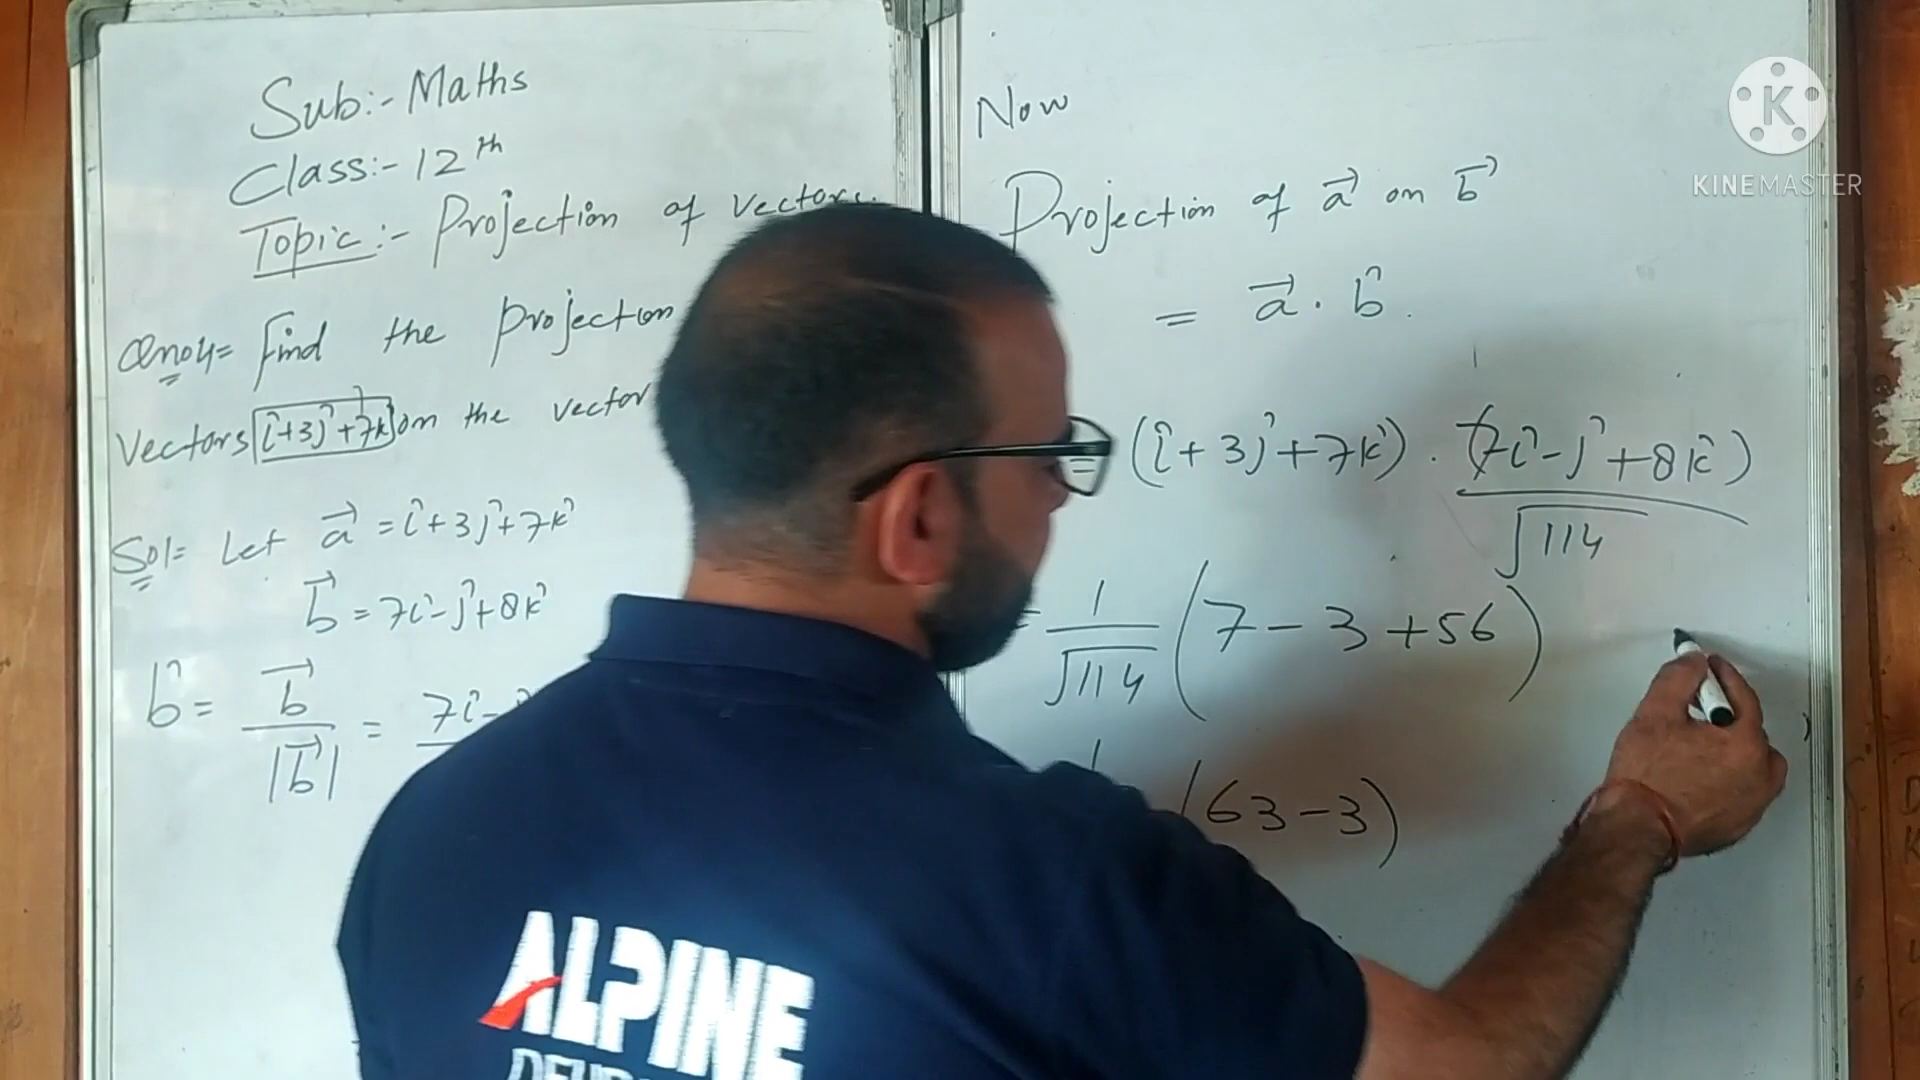 Sub:- Maths
Class:- 12th
Topic:- Projection of vectors.
Qno4= Find the projection
vectors î+3ĵ+7k̂ on the vector
Sol= Let a⃗ = î+3ĵ+7k̂
b⃗ = 7î-ĵ+8k̂
b̂ = b⃗/|b⃗| = 7î-
Now
Projection of a⃗ on b⃗
= a⃗ . b̂.
= (î+3ĵ+7k̂) . (7î-ĵ+8k̂)/√114
= 1/√114 (7-3+56)
(63-3)
KINEMASTER
ALPINE